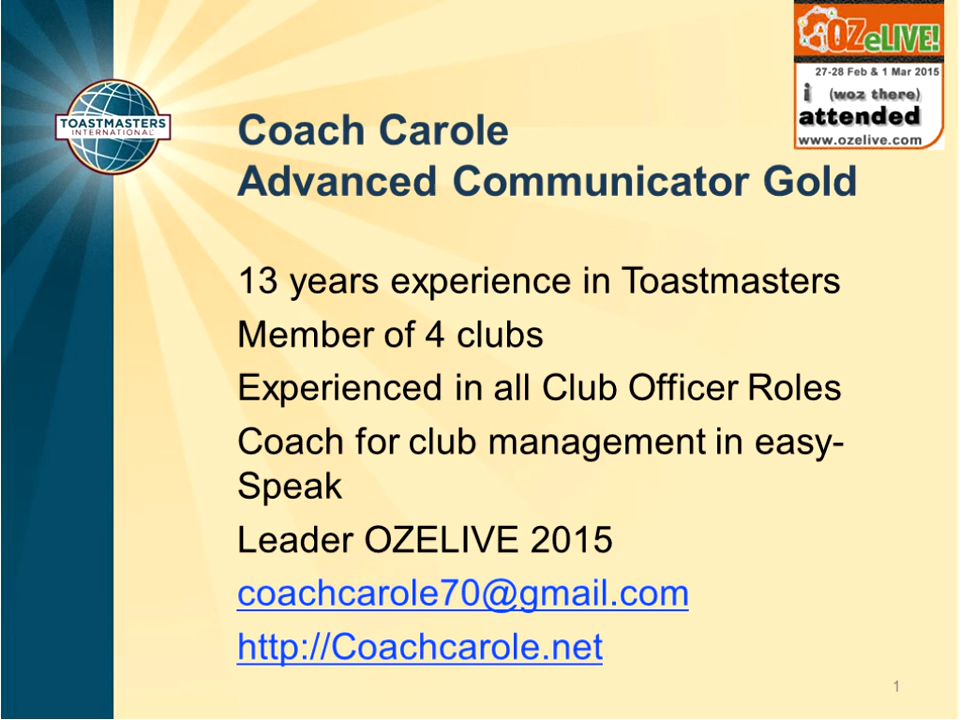 OZeLIVE!
27-28 Feb & 1 Mar 2015
i (woz there)
attended
www.ozelive.com
TOASTMASTERS
INTERNATIONAL
Coach Carole
Advanced Communicator Gold
13 years experience in Toastmasters
Member of 4 clubs
Experienced in all Club Officer Roles
Coach for club management in easy-
Speak
Leader OZELIVE 2015
coachcarole70@gmail.com
http://Coachcarole.net
1